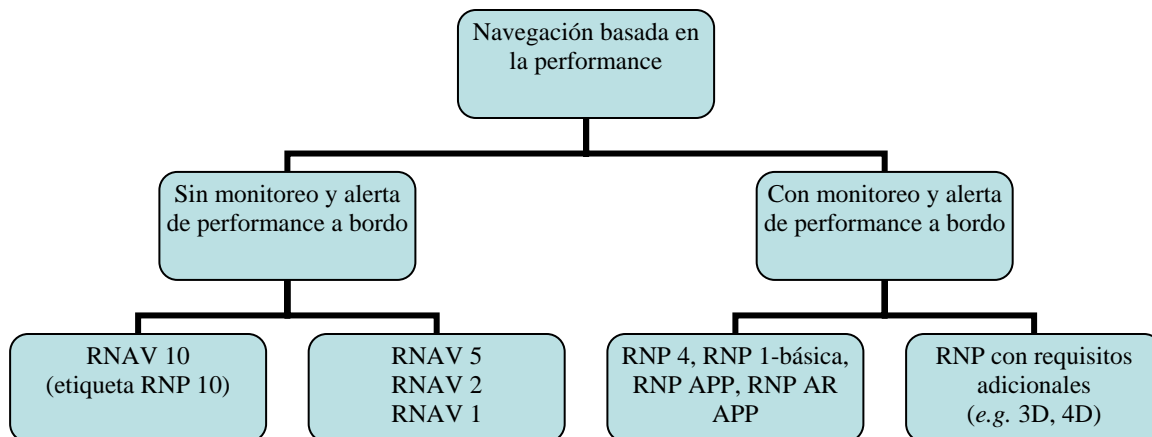 Navegación basada en
la performance
Sin monitoreo y alerta
de performance a bordo
Con monitoreo y alerta
de performance a bordo
RNAV 10
(etiqueta RNP 10)
RNAV 5
RNAV 2
RNAV 1
RNP 4, RNP 1-básica,
RNP APP, RNP AR
APP
RNP con requisitos
adicionales
(e.g. 3D, 4D)